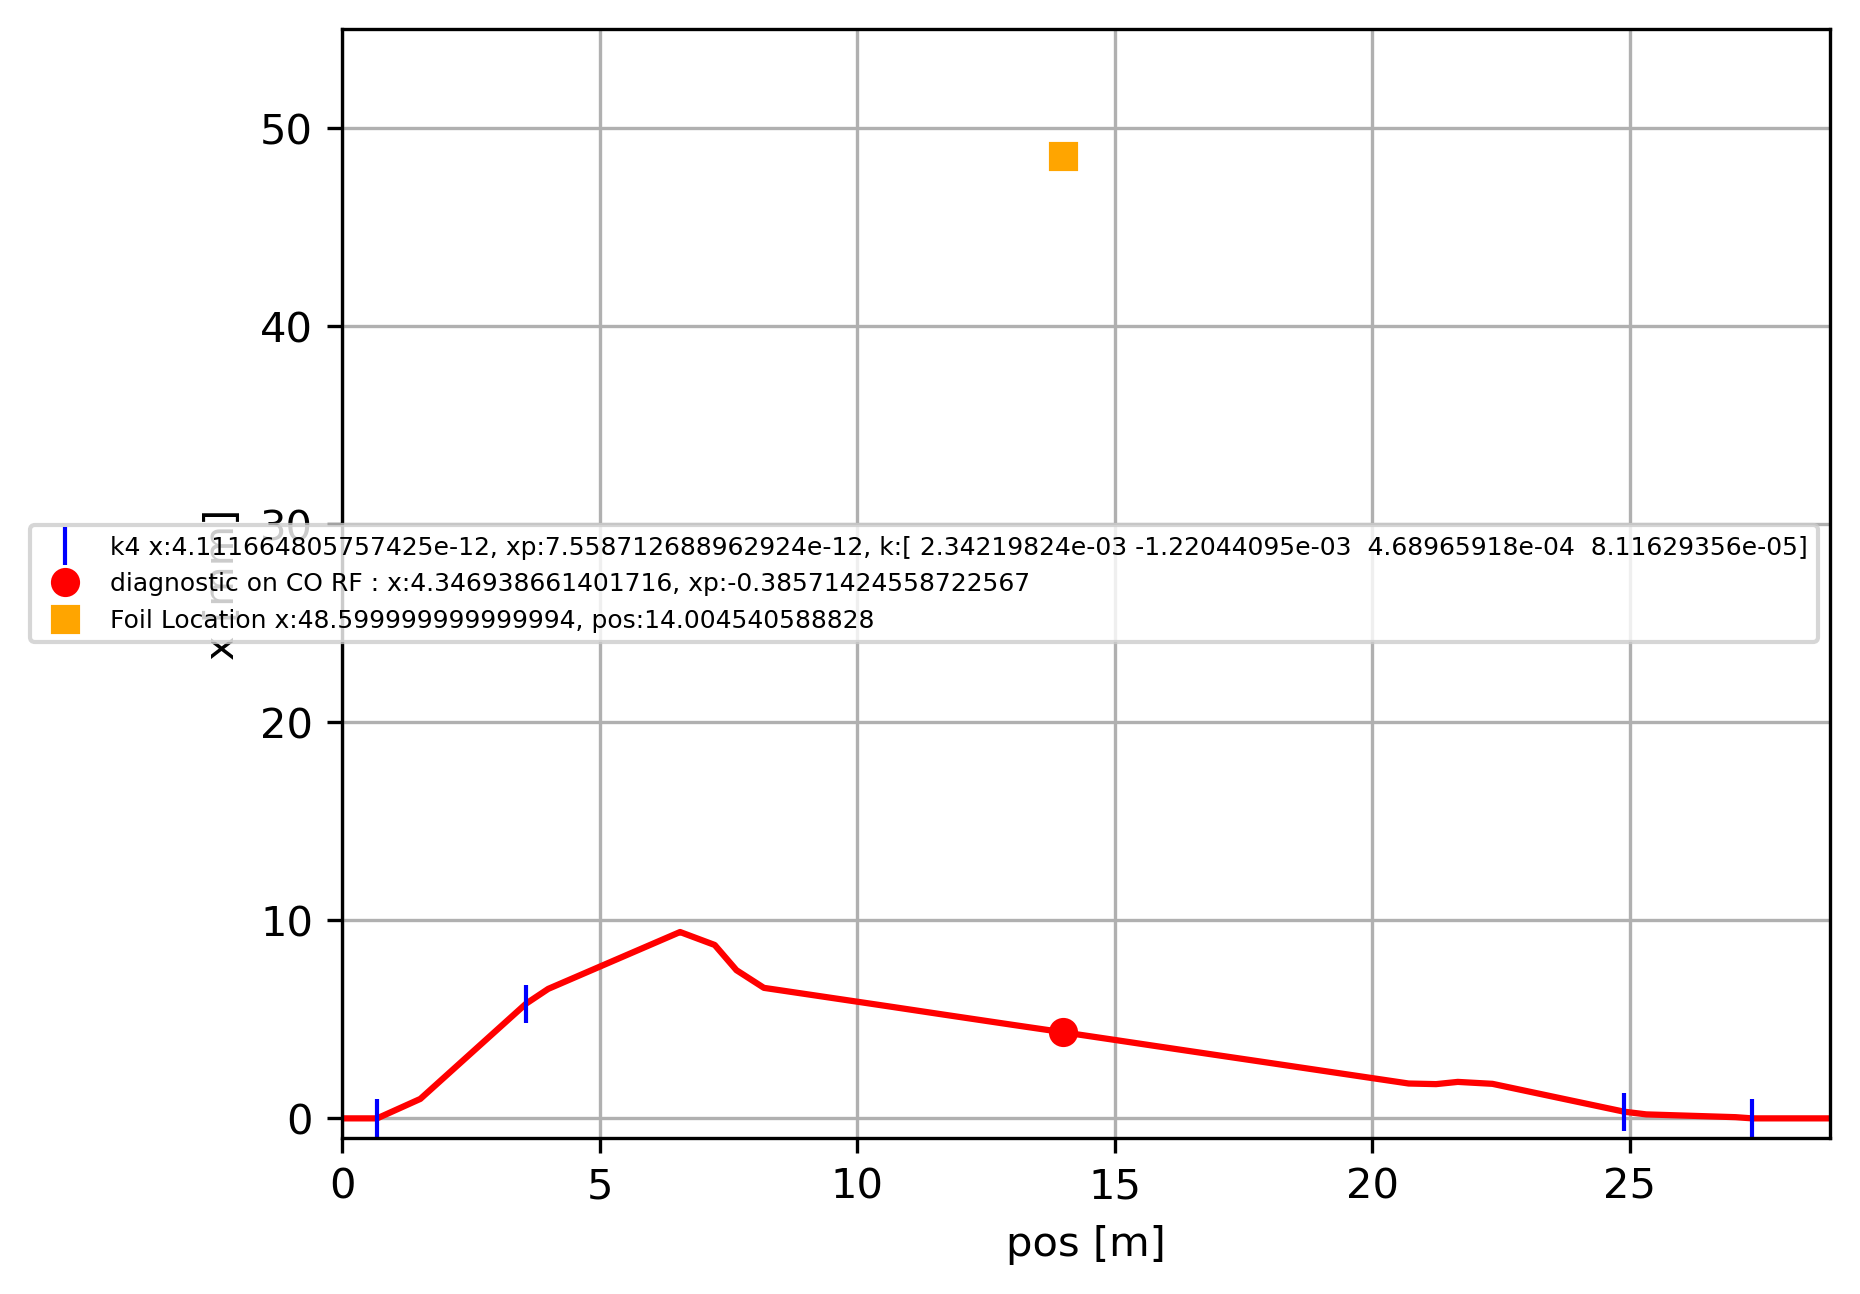 50
40
30
k4 x:4.111664805757425e-12, xp:7.558712688962924e-12, k:[ 2.34219824e-03 -1.22044095e-03  4.68965918e-04  8.11629356e-05]
diagnostic on CO RF : x:4.346938661401716, xp:-0.38571424558722567
Foil Location x:48.599999999999994, pos:14.004540588828
x [mm]
20
10
0
0 5 10 15 20 25
pos [m]